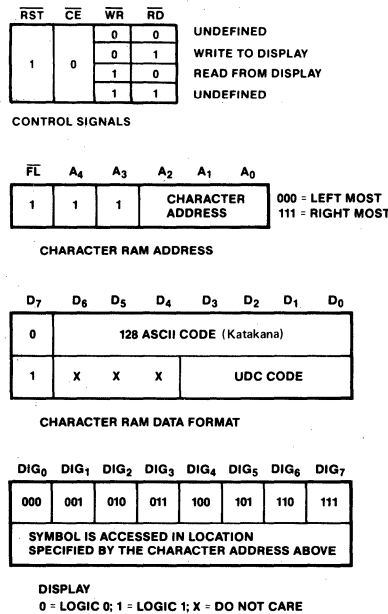 RST CE WR RD
0 0 UNDEFINED
0 1 WRITE TO DISPLAY
1 0
1 0 READ FROM DISPLAY
1 1 UNDEFINED
CONTROL SIGNALS
FL A4 A3 A2 A1 A0
1 1 1 CHARACTER ADDRESS
000 = LEFT MOST
111 = RIGHT MOST
CHARACTER RAM ADDRESS
D7 D6 D5 D4 D3 D2 D1 D0
0 128 ASCII CODE (Katakana)
1 X X X UDC CODE
CHARACTER RAM DATA FORMAT
DIG0 DIG1 DIG2 DIG3 DIG4 DIG5 DIG6 DIG7
000 001 010 011 100 101 110 111
SYMBOL IS ACCESSED IN LOCATION
SPECIFIED BY THE CHARACTER ADDRESS ABOVE
DISPLAY
0 = LOGIC 0; 1 = LOGIC 1; X = DO NOT CARE